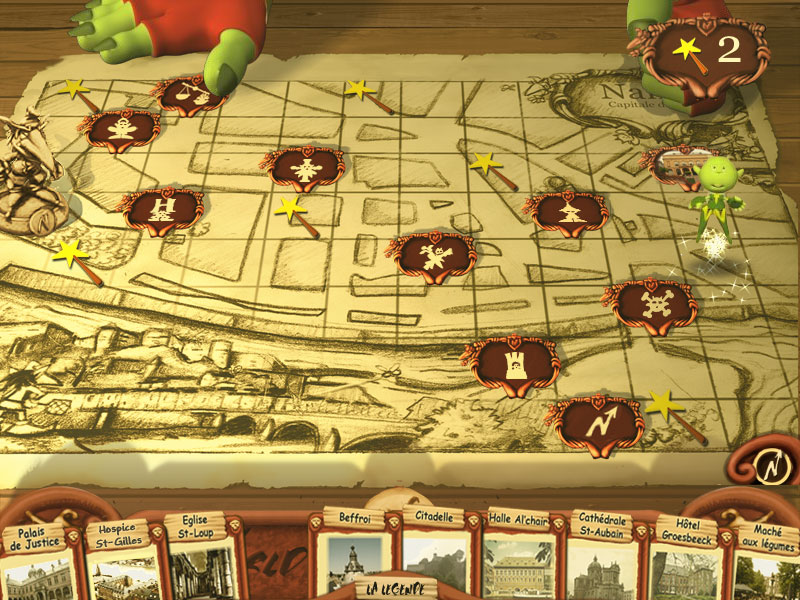 2
Capitale d
N
Palais
de Justice
Hospice
St-Gilles
Eglise
St-Loup
Beffroi
Citadelle
Halle Al'chair
Cathédrale
St-Aubain
Hôtel
Groesbeeck
Maché
aux légumes
LA LEGENDE